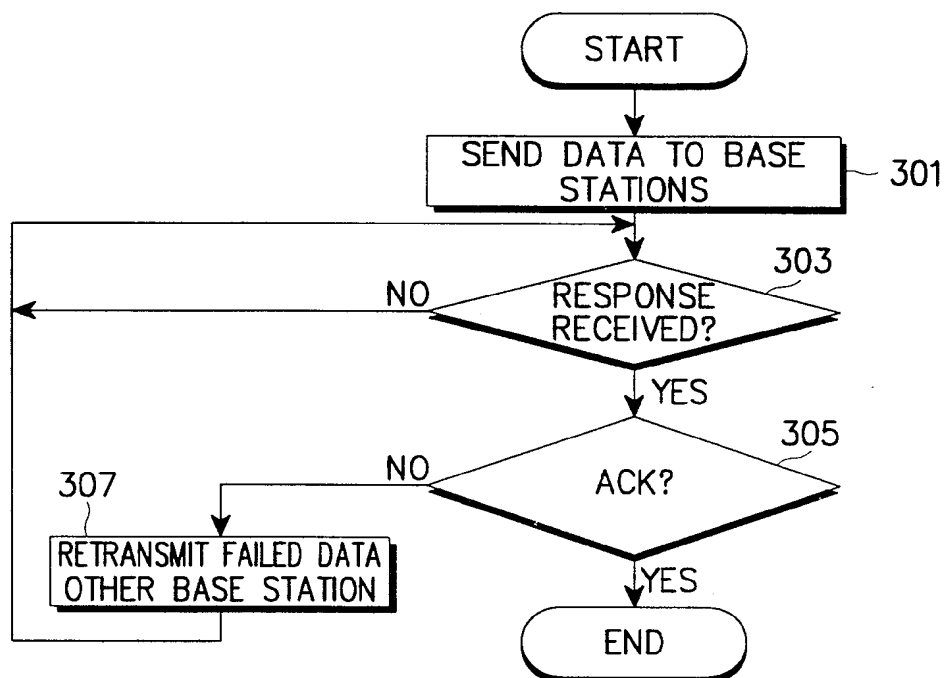 START
SEND DATA TO BASE
STATIONS
301
303
NO
RESPONSE
RECEIVED?
YES
305
NO
ACK?
307
RETRANSMIT FAILED DATA
OTHER BASE STATION
YES
END